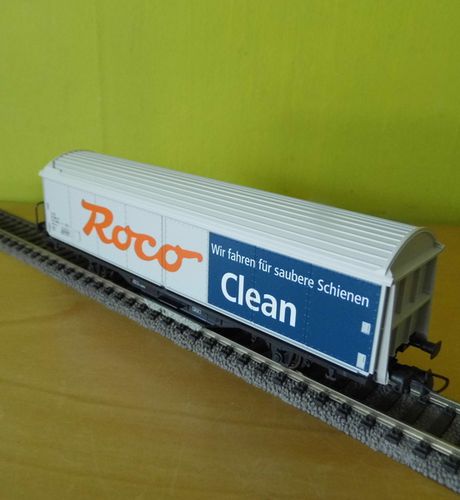 Roco
Wir fahren für saubere Schienen
Clean